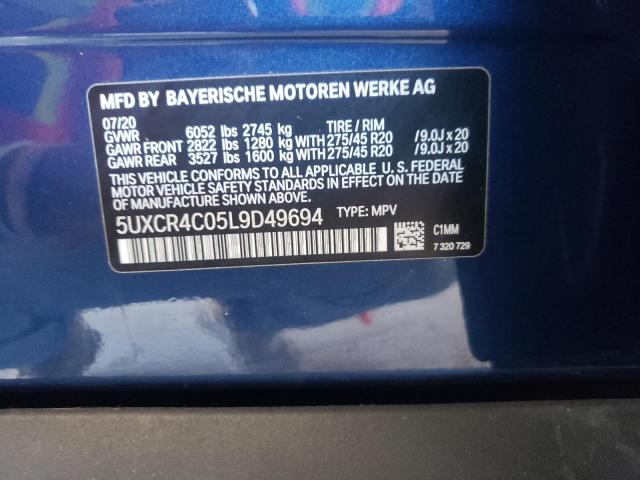 MFD BY BAYERISCHE MOTOREN WERKE AG
07/20
GVWR 6052 lbs 2745 kg TIRE / RIM
GAWR FRONT 2822 lbs 1280 kg WITH 275/45 R20 /9.0J x 20
GAWR REAR 3527 lbs 1600 kg WITH 275/45 R20 /9.0J x 20
THIS VEHICLE CONFORMS TO ALL APPLICABLE U. S. FEDERAL
MOTOR VEHICLE SAFETY STANDARDS IN EFFECT ON THE DATE
OF MANUFACTURE SHOWN ABOVE.
5UXCR4C05L9D49694 TYPE: MPV
C1MM
7 320 729